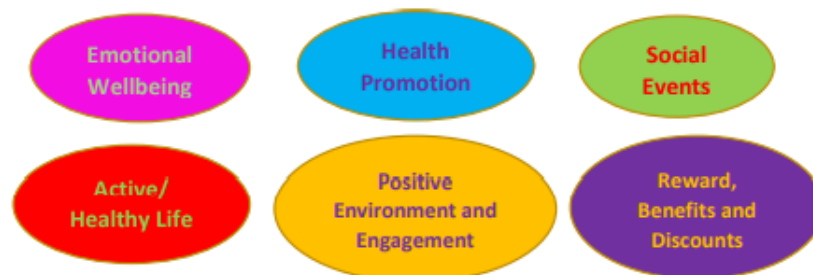 Emotional
Wellbeing
Health
Promotion
Social
Events
Active/
Healthy Life
Positive
Environment and
Engagement
Reward,
Benefits and
Discounts